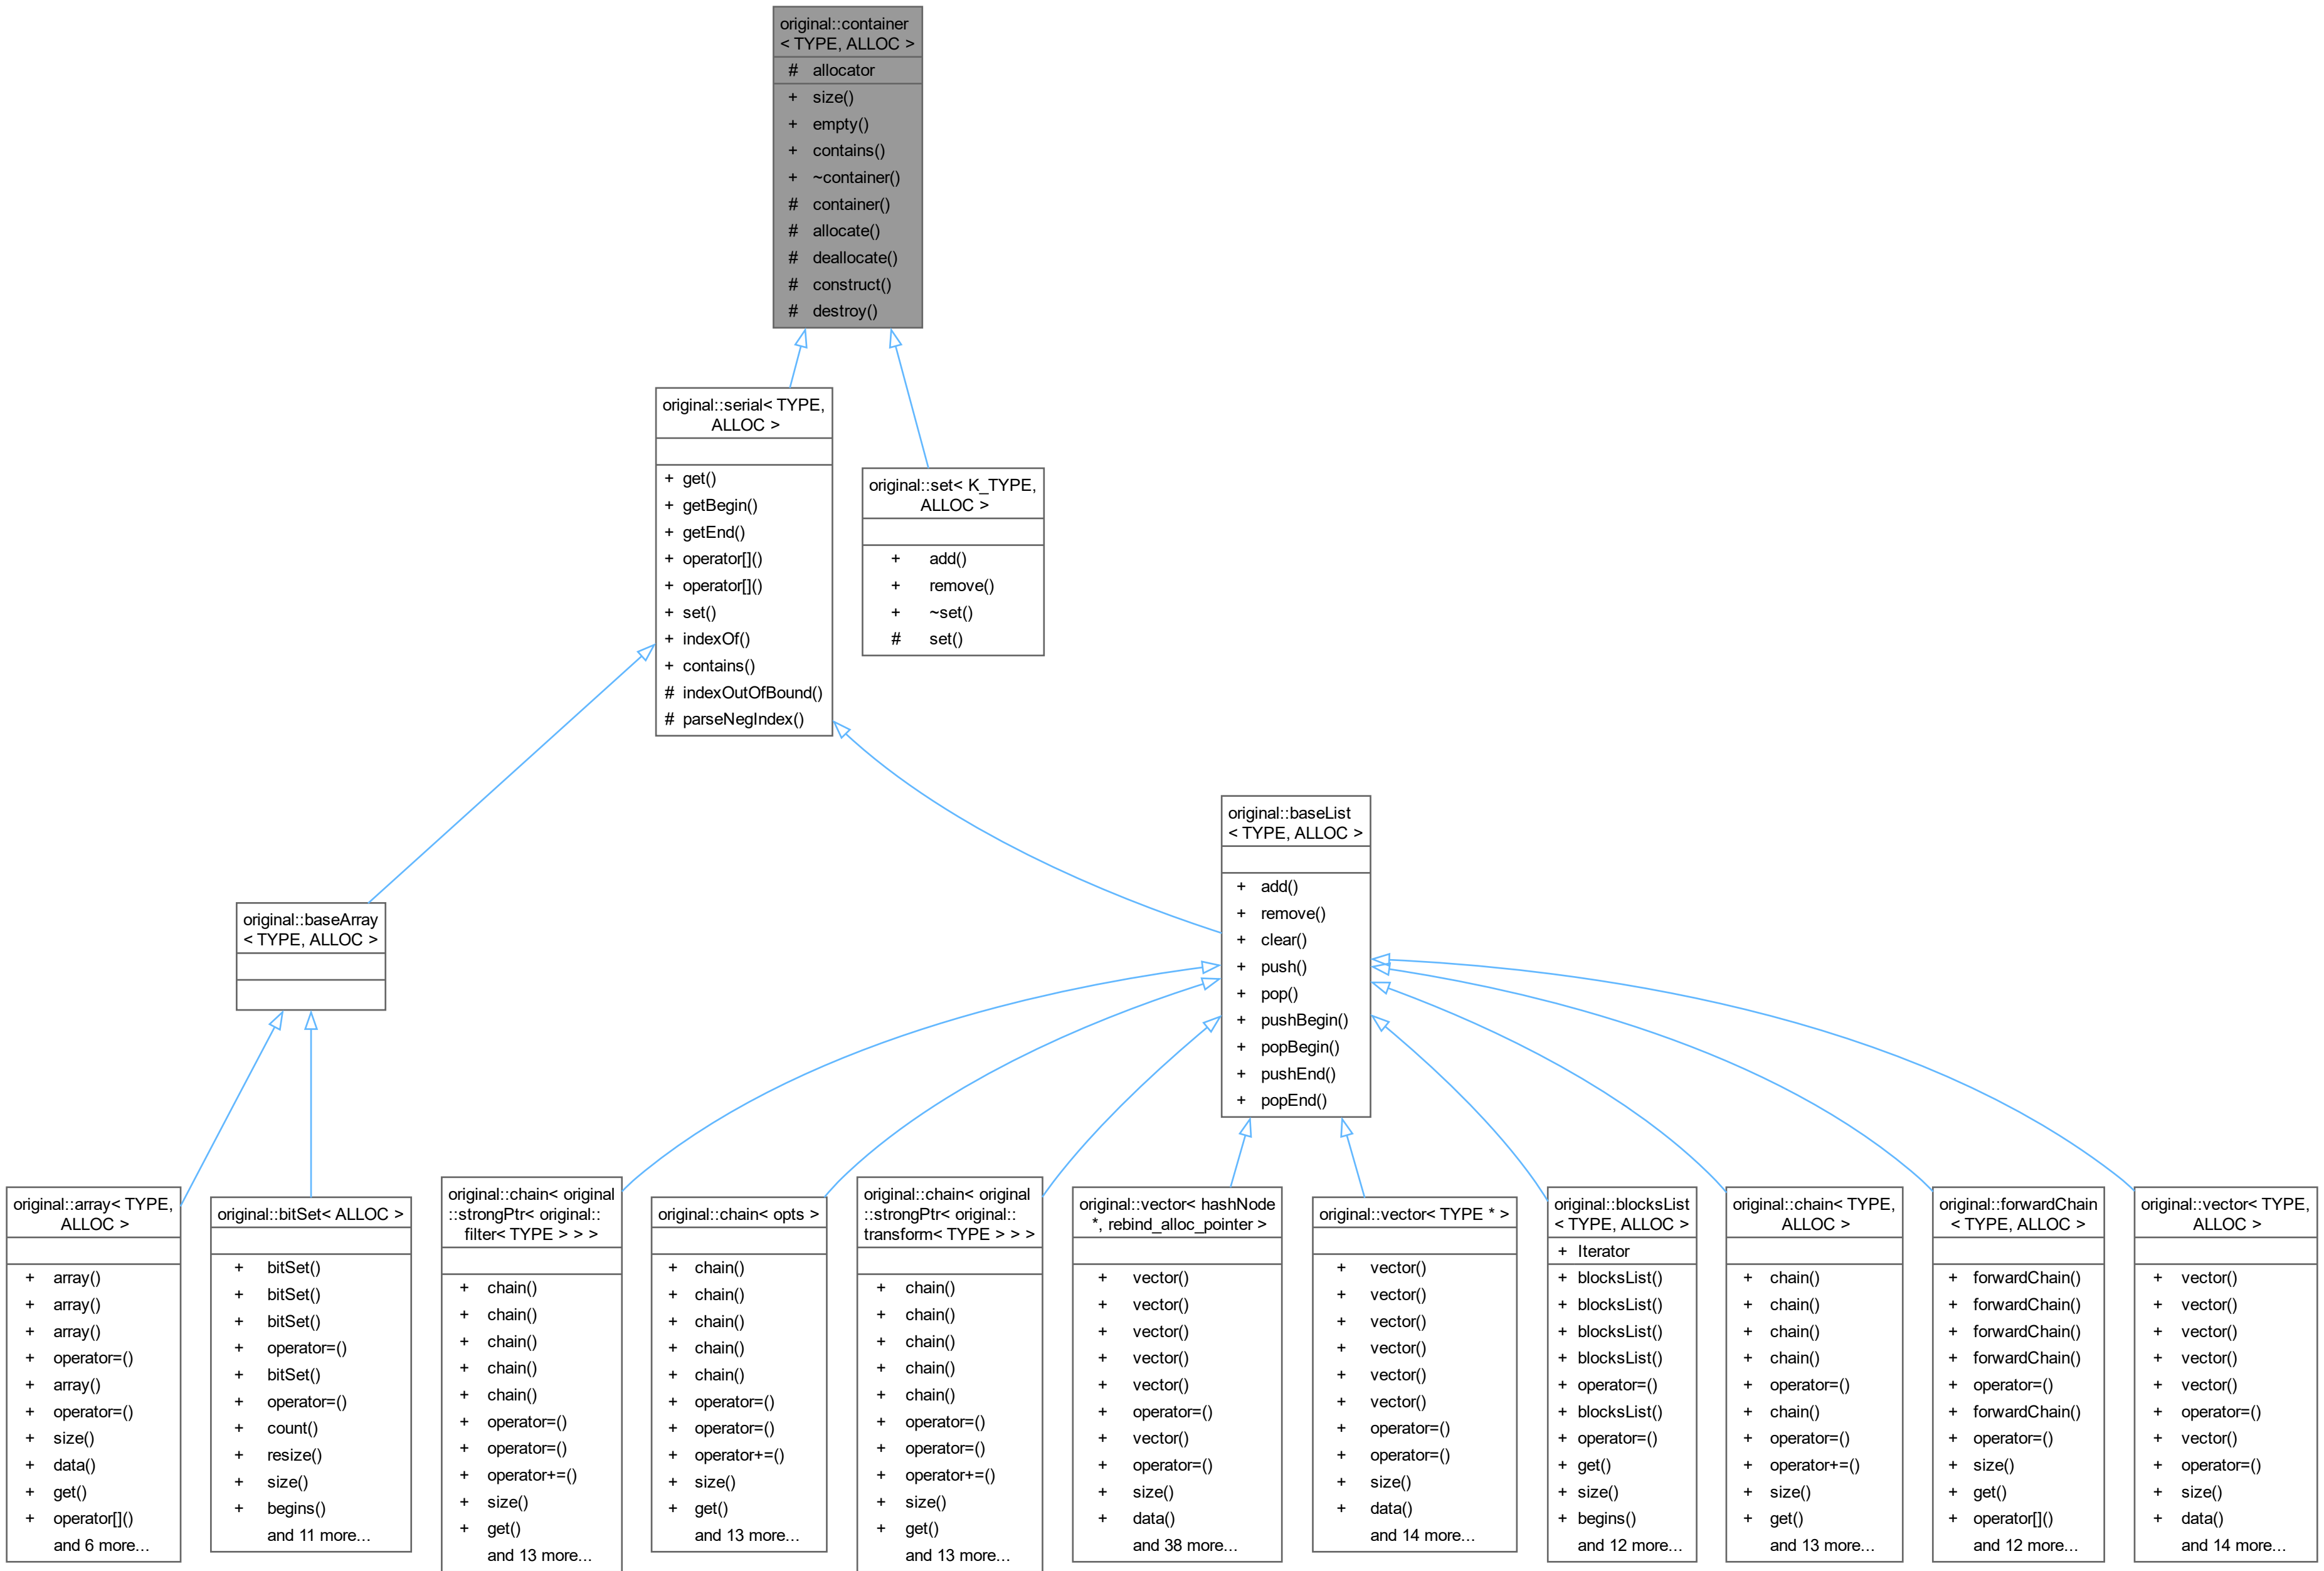 original::container
< TYPE, ALLOC >
# allocator
+ size()
+ empty()
+ contains()
+ ~container()
# container()
# allocate()
# deallocate()
# construct()
# destroy()
original::serial< TYPE,
ALLOC >
+ get()
+ getBegin()
+ getEnd()
+ operator[]()
+ operator[]()
+ set()
+ indexOf()
+ contains()
# indexOutOfBound()
# parseNegIndex()
original::set< K_TYPE,
ALLOC >
+ add()
+ remove()
+ ~set()
# set()
original::baseList
< TYPE, ALLOC >
+ add()
+ remove()
+ clear()
+ push()
+ pop()
+ pushBegin()
+ popBegin()
+ pushEnd()
+ popEnd()
original::baseArray
< TYPE, ALLOC >
original::array< TYPE,
ALLOC >
+ array()
+ array()
+ array()
+ operator=()
+ array()
+ operator=()
+ size()
+ data()
+ get()
+ operator[]()
and 6 more...
original::bitSet< ALLOC >
+ bitSet()
+ bitSet()
+ bitSet()
+ operator=()
+ bitSet()
+ operator=()
+ count()
+ resize()
+ size()
+ begins()
and 11 more...
original::chain< original
::strongPtr< original::
filter< TYPE > > >
+ chain()
+ chain()
+ chain()
+ chain()
+ chain()
+ operator=()
+ operator=()
+ operator+=()
+ size()
+ get()
and 13 more...
original::chain< opts >
+ chain()
+ chain()
+ chain()
+ chain()
+ chain()
+ operator=()
+ operator=()
+ operator+=()
+ size()
+ get()
and 13 more...
original::chain< original
::strongPtr< original::
transform< TYPE > > >
+ chain()
+ chain()
+ chain()
+ chain()
+ chain()
+ operator=()
+ operator=()
+ operator+=()
+ size()
+ get()
and 13 more...
original::vector< hashNode
*, rebind_alloc_pointer >
+ vector()
+ vector()
+ vector()
+ vector()
+ vector()
+ operator=()
+ vector()
+ operator=()
+ size()
+ data()
and 38 more...
original::vector< TYPE * >
+ vector()
+ vector()
+ vector()
+ vector()
+ vector()
+ vector()
+ operator=()
+ operator=()
+ size()
+ data()
and 14 more...
original::blocksList
< TYPE, ALLOC >
+ Iterator
+ blocksList()
+ blocksList()
+ blocksList()
+ blocksList()
+ operator=()
+ blocksList()
+ operator=()
+ get()
+ size()
+ begins()
and 12 more...
original::chain< TYPE,
ALLOC >
+ chain()
+ chain()
+ chain()
+ chain()
+ operator=()
+ chain()
+ operator=()
+ operator+=()
+ size()
+ get()
and 13 more...
original::forwardChain
< TYPE, ALLOC >
+ forwardChain()
+ forwardChain()
+ forwardChain()
+ forwardChain()
+ operator=()
+ forwardChain()
+ operator=()
+ size()
+ get()
+ operator[]()
and 12 more...
original::vector< TYPE,
ALLOC >
+ vector()
+ vector()
+ vector()
+ vector()
+ vector()
+ operator=()
+ vector()
+ operator=()
+ size()
+ data()
and 14 more...